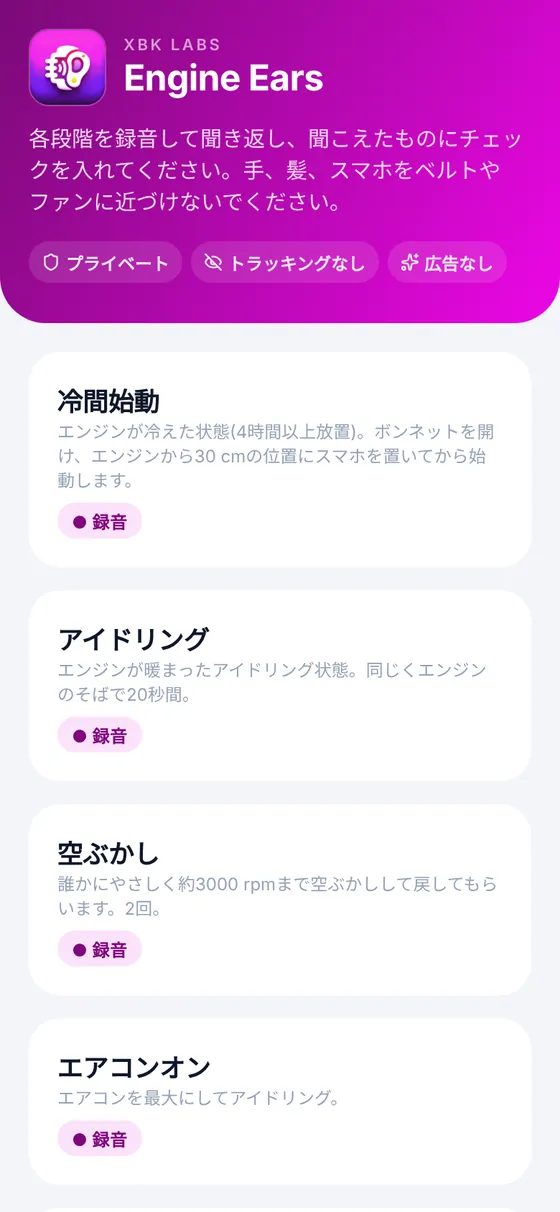 XBK LABS
Engine Ears
各段階を録音して聞き返し、聞こえたものにチェッ
クを入れてください。手、髪、スマホをベルトや
ファンに近づけないでください。
プライベート
トラッキングなし
広告なし
冷間始動
エンジンが冷えた状態(4時間以上放置)。ボンネットを開
け、エンジンから30 cmの位置にスマホを置いてから始
動します。
録音
アイドリング
エンジンが暖まったアイドリング状態。同じくエンジン
のそばで20秒間。
録音
空ぶかし
誰かにやさしく約3000 rpmまで空ぶかしして戻してもら
います。2回。
録音
エアコンオン
エアコンを最大にしてアイドリング。
録音